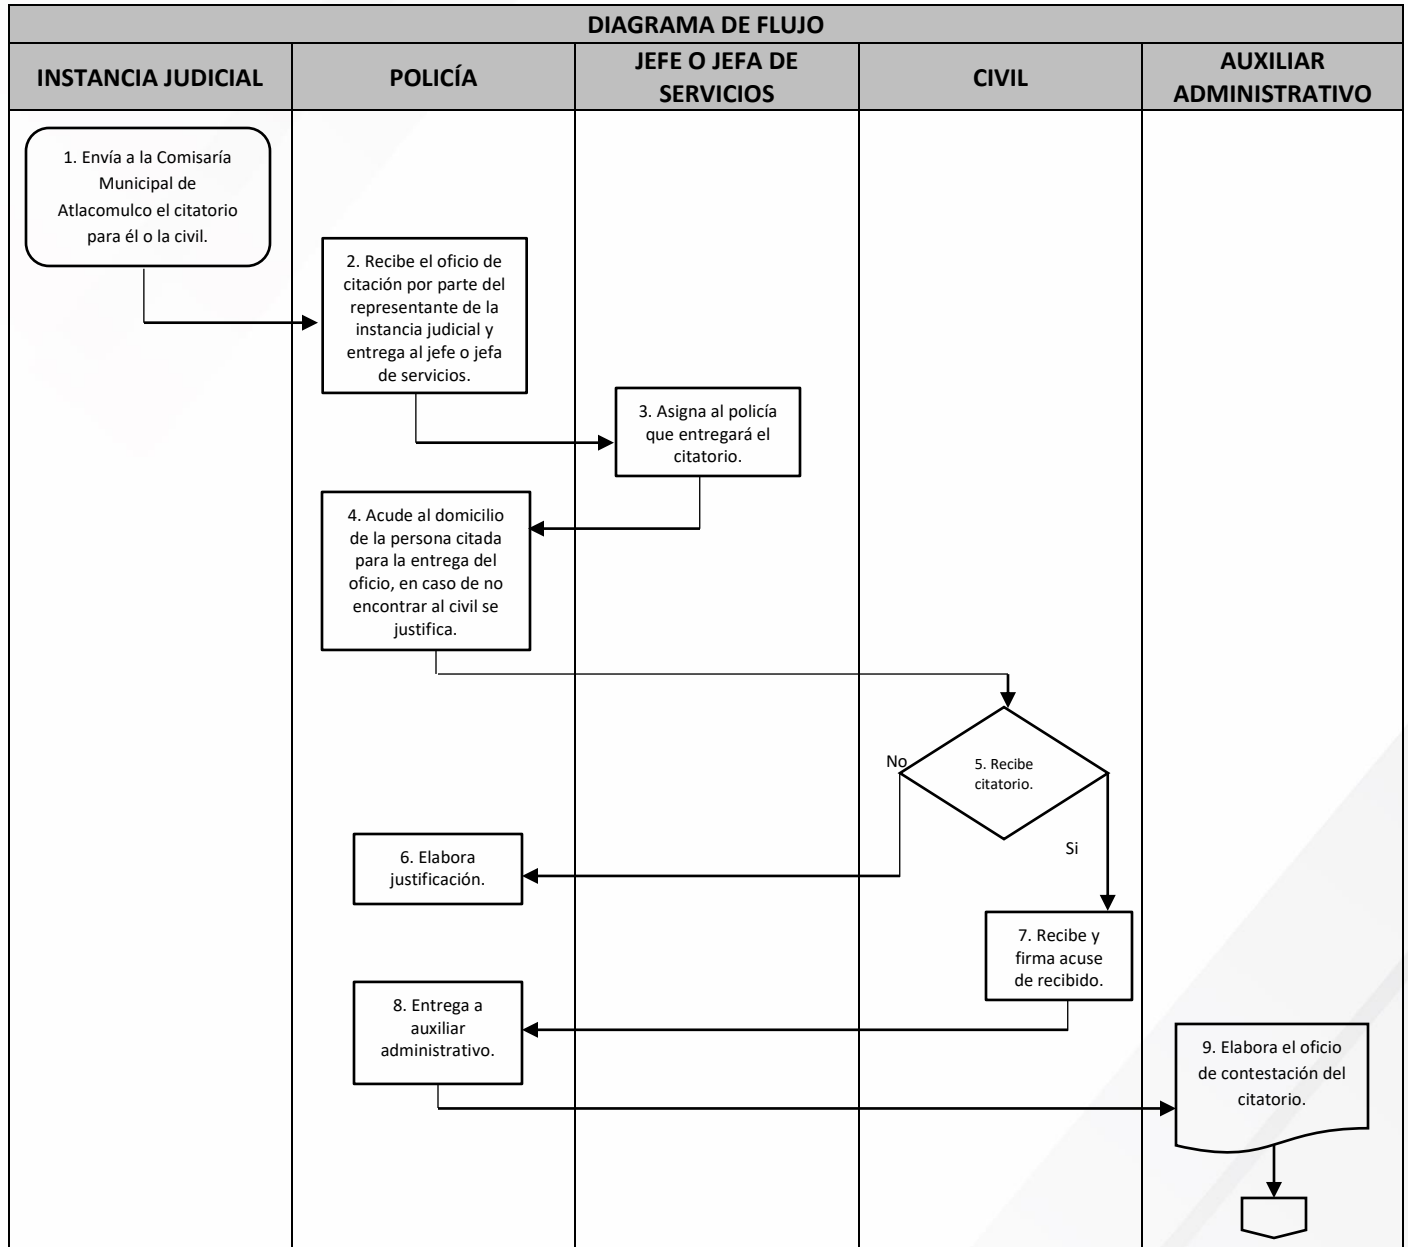 DIAGRAMA DE FLUJO
INSTANCIA JUDICIAL
POLICÍA
JEFE O JEFA DE
SERVICIOS
CIVIL
AUXILIAR
ADMINISTRATIVO
1. Envía a la Comisaría
Municipal de
Atlacomulco el citatorio
para él o la civil.
2. Recibe el oficio de
citación por parte del
representante de la
instancia judicial y
entrega al jefe o jefa
de servicios.
3. Asigna al policía
que entregará el
citatorio.
4. Acude al domicilio
de la persona citada
para la entrega del
oficio, en caso de no
encontrar al civil se
justifica.
No
5. Recibe
citatorio.
Si
6. Elabora
justificación.
7. Recibe y
firma acuse
de recibido.
8. Entrega a
auxiliar
administrativo.
9. Elabora el oficio
de contestación del
citatorio.